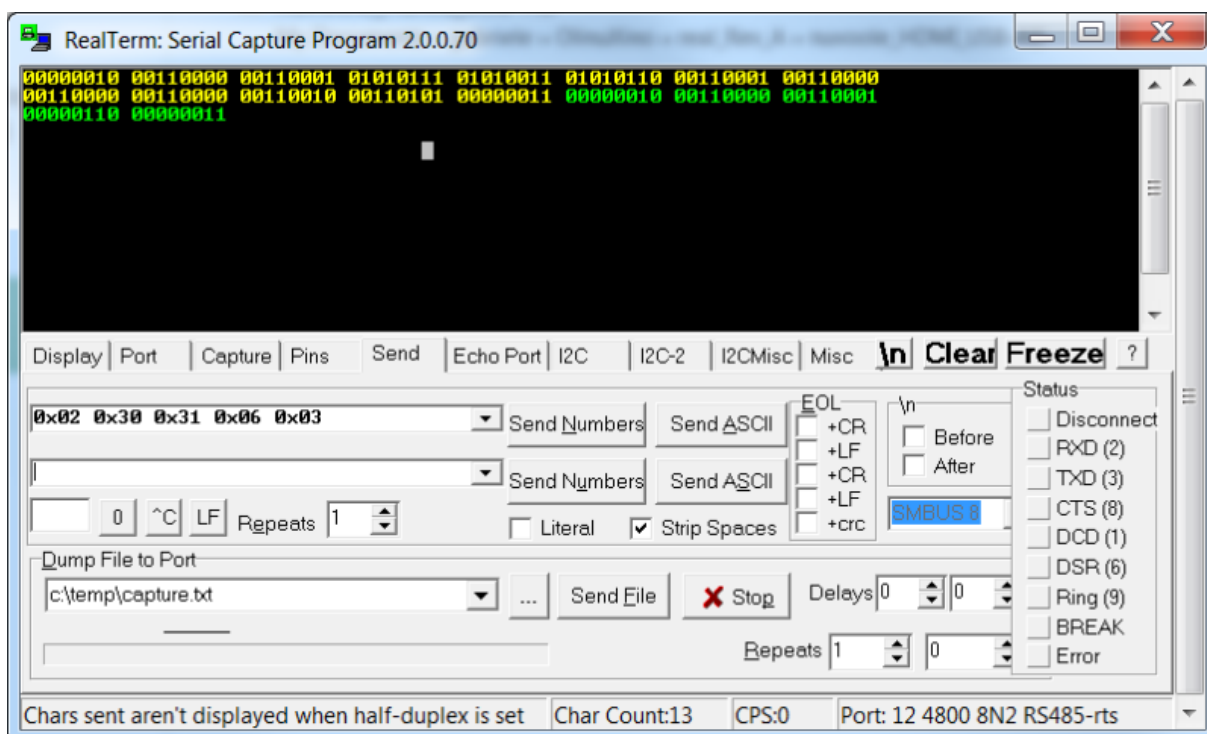 RealTerm: Serial Capture Program 2.0.0.70
00000010 00110000 00110001 01010111 01010011 01010110 00110001 00110000
00110000 00110000 00110010 00110101 00000011 00000010 00110000 00110001
00000110 00000011
Display Port Capture Pins Send Echo Port I2C I2C-2 I2CMisc Misc \n Clear Freeze ?
0x02 0x30 0x31 0x06 0x03
Send Numbers Send ASCII
Send Numbers Send ASCII
0 ^C LF Repeats 1
Literal Strip Spaces
EOL
+CR
+LF
+CR
+LF
+crc
\n
Before
After
SMBUS 8
Status
Disconnect
RXD (2)
TXD (3)
CTS (8)
DCD (1)
DSR (6)
Ring (9)
BREAK
Error
Dump File to Port
c:\temp\capture.txt ... Send File Stop Delays 0 0
Repeats 1 0
Chars sent aren't displayed when half-duplex is set Char Count:13 CPS:0 Port: 12 4800 8N2 RS485-rts